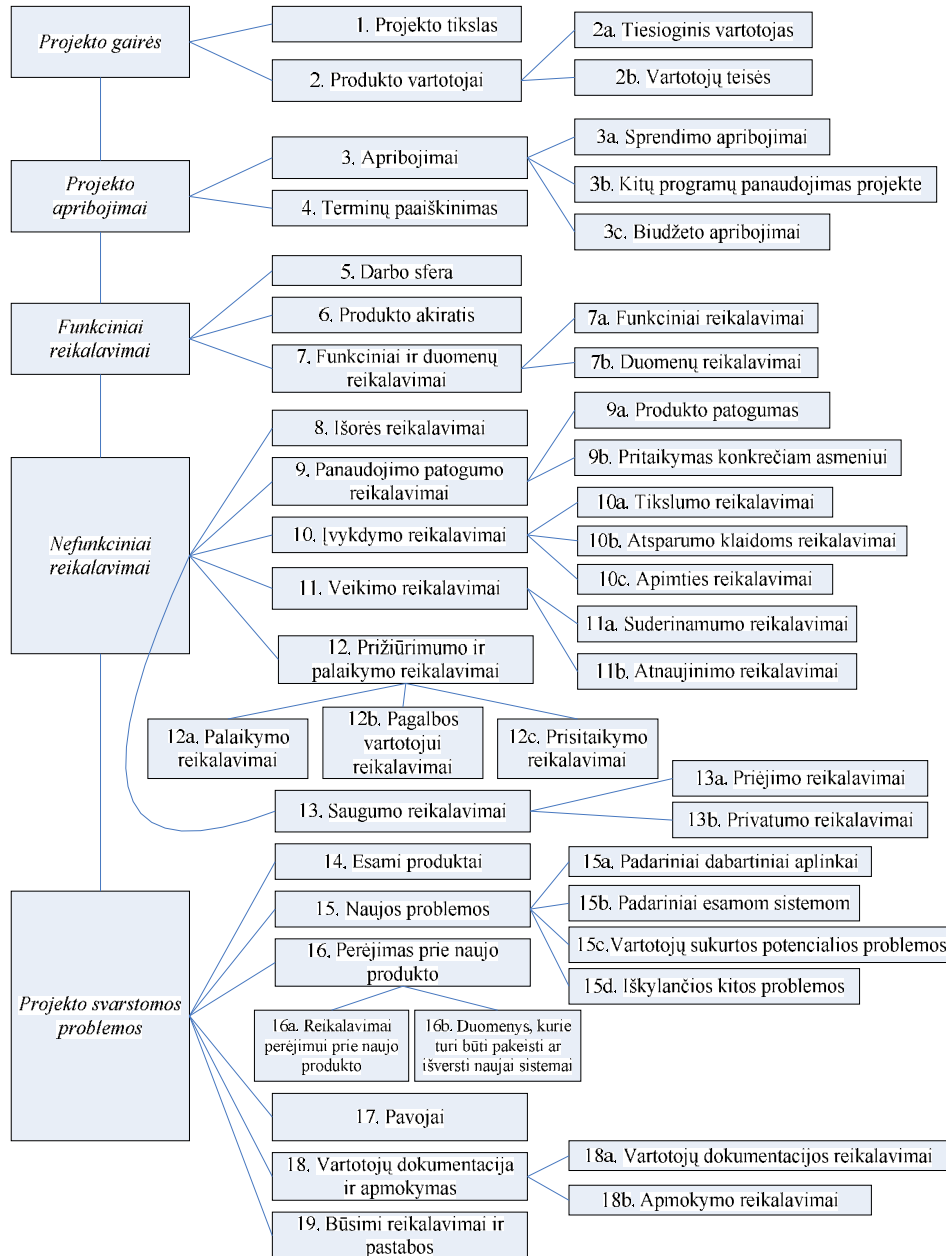 Projekto gairės
1. Projekto tikslas
2. Produkto vartotojai
2a. Tiesioginis vartotojas
2b. Vartotojų teisės
Projekto
apribojimai
3. Apribojimai
3a. Sprendimo apribojimai
3b. Kitų programų panaudojimas projekte
3c. Biudžeto apribojimai
4. Terminų paaiškinimas
Funkciniai
reikalavimai
5. Darbo sfera
6. Produkto akiratis
7. Funkciniai ir duomenų
reikalavimai
7a. Funkciniai reikalavimai
7b. Duomenų reikalavimai
Nefunkciniai
reikalavimai
8. Išorės reikalavimai
9. Panaudojimo patogumo
reikalavimai
9a. Produkto patogumas
9b. Pritaikymas konkrečiam asmeniui
10. Įvykdymo reikalavimai
10a. Tikslumo reikalavimai
10b. Atsparumo klaidoms reikalavimai
10c. Apimties reikalavimai
11. Veikimo reikalavimai
11a. Suderinamumo reikalavimai
11b. Atnaujinimo reikalavimai
12. Prižiūrimumo ir
palaikymo reikalavimai
12a. Palaikymo
reikalavimai
12b. Pagalbos
vartotojui
reikalavimai
12c. Prisitaikymo
reikalavimai
13. Saugumo reikalavimai
13a. Priėjimo reikalavimai
13b. Privatumo reikalavimai
Projekto svarstomos
problemos
14. Esami produktai
15. Naujos problemos
15a. Padariniai dabartiniai aplinkai
15b. Padariniai esamom sistemom
15c.Vartotojų sukurtos potencialios problemos
15d. Iškylančios kitos problemos
16. Perėjimas prie naujo
produkto
16a. Reikalavimai
perėjimui prie naujo
produkto
16b. Duomenys, kurie
turi būti pakeisti ar
išversti naujai sistemai
17. Pavojai
18. Vartotojų dokumentacija
ir apmokymas
18a. Vartotojų dokumentacijos reikalavimai
18b. Apmokymo reikalavimai
19. Būsimi reikalavimai ir
pastabos